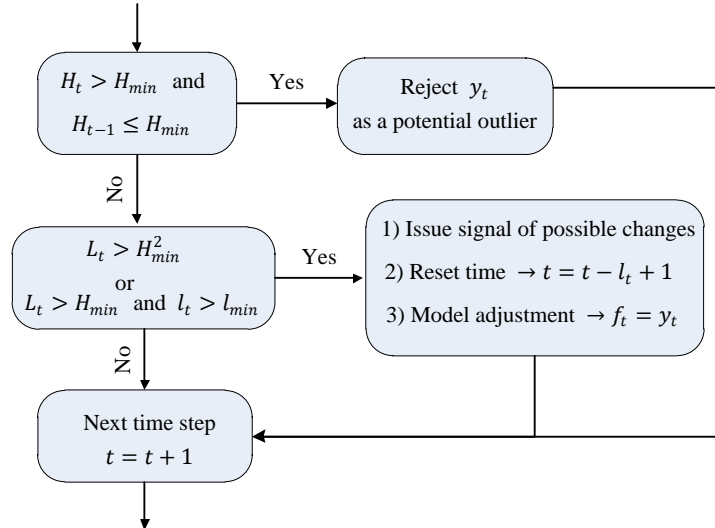 H_t > H_min and
H_{t-1} ≤ H_min
Yes
Reject y_t
as a potential outlier
No
L_t > H_min^2
or
L_t > H_min and l_t > l_min
Yes
1) Issue signal of possible changes
2) Reset time → t = t − l_t + 1
3) Model adjustment → f_t = y_t
No
Next time step
t = t + 1